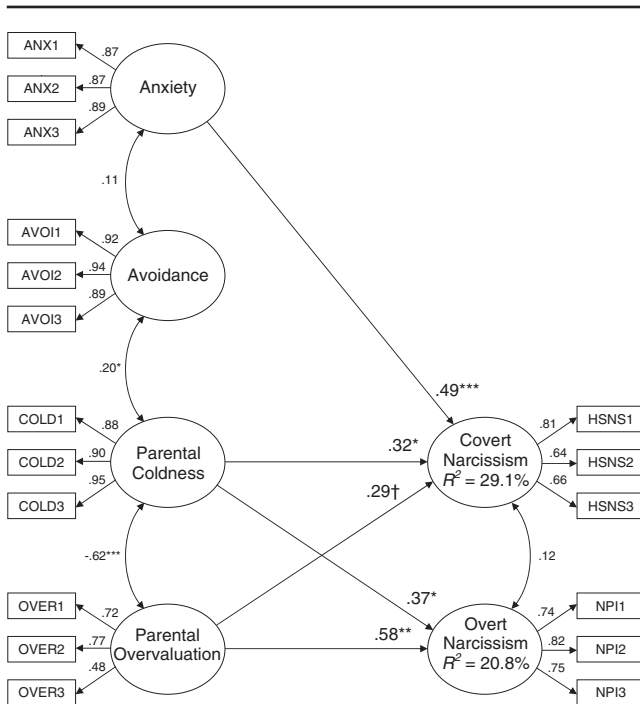 ANX1
.87
ANX2
.87
Anxiety
.89
ANX3
.11
AVOI1
.92
AVOI2
.94
Avoidance
.89
AVOI3
.20*
.49***
COLD1
.88
COLD2
.90
Parental
Coldness
.95
COLD3
.32*
.29†
Covert
Narcissism
R² = 29.1%
.81
HSNS1
.64
HSNS2
.66
HSNS3
-.62***
.12
.37*
.58**
OVER1
.72
OVER2
.77
Parental
Overvaluation
.48
OVER3
Overt
Narcissism
R² = 20.8%
.74
NPI1
.82
NPI2
.75
NPI3